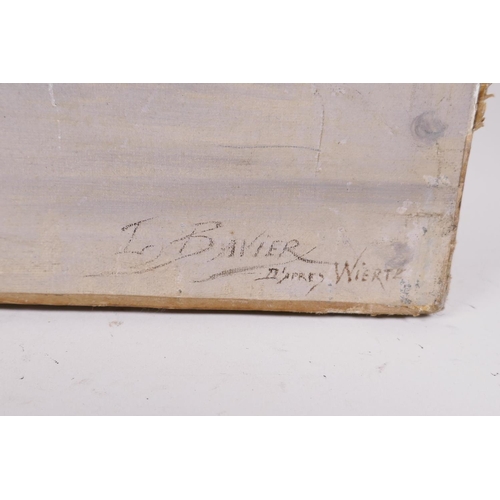 I. BAVIER
D'APRES WIERTZ